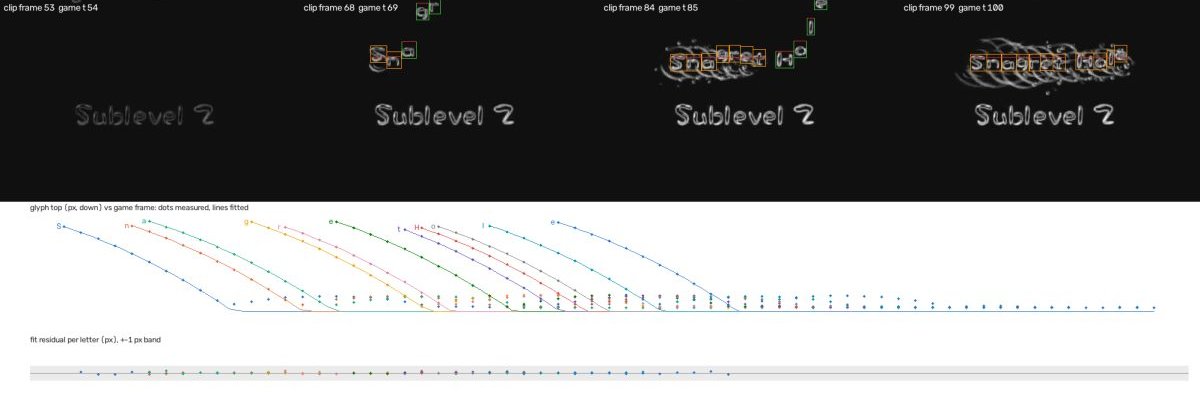 clip frame 53 game t 54
clip frame 68 game t 69
clip frame 84 game t 85
clip frame 99 game t 100
g r
S n a
S n a g r e t H o l e
S n a g r e t H o l e
Sublevel 2
Sublevel 2
Sublevel 2
Sublevel 2
glyph top (px, down) vs game frame: dots measured, lines fitted
S n a g r e t H o l e
fit residual per letter (px), +-1 px band